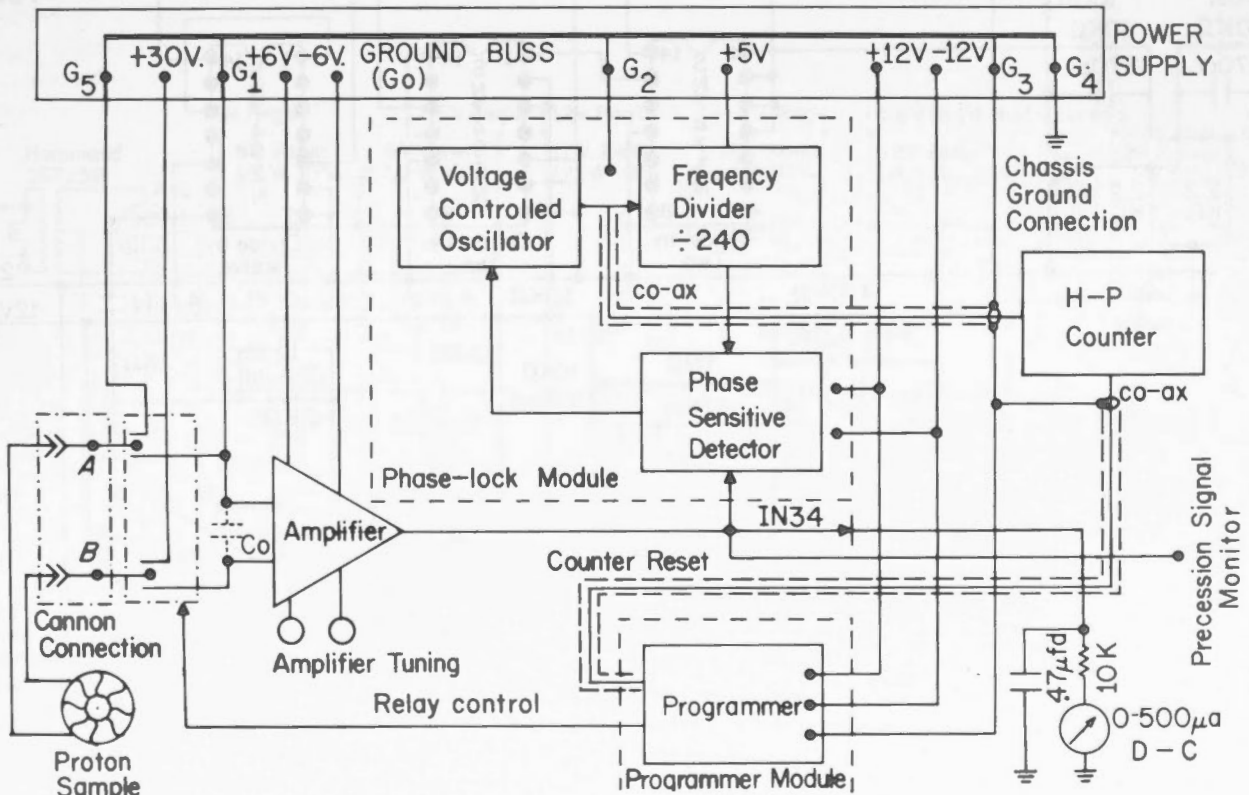 G5 +30V. G1 +6V -6V. GROUND BUSS G2 +5V +12V -12V G3 G4 POWER
(Go) SUPPLY
Voltage
Controlled
Oscillator
Freqency
Divider
÷240
Chassis
Ground
Connection
co-ax
H-P
Counter
Phase
Sensitive
Detector
co-ax
A
Phase-lock Module
Amplifier
Co
IN34
B
Counter Reset
Precession Signal
Monitor
Cannon
Connection
Amplifier Tuning
Relay control
Programmer
.47µfd
10K
0-500µa
D-C
Proton
Sample
Programmer Module